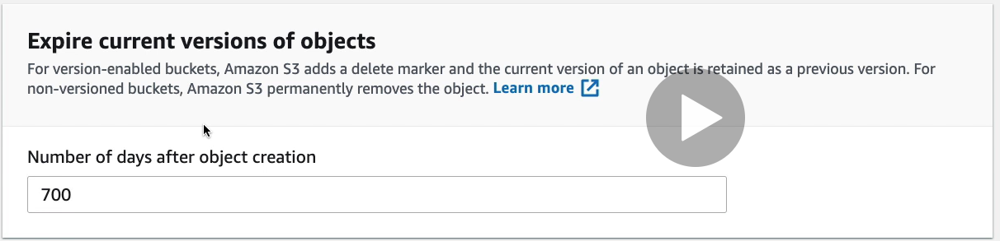 Expire current versions of objects
For version-enabled buckets, Amazon S3 adds a delete marker and the current version of an object is retained as a previous version. For
non-versioned buckets, Amazon S3 permanently removes the object. Learn more
Number of days after object creation
700